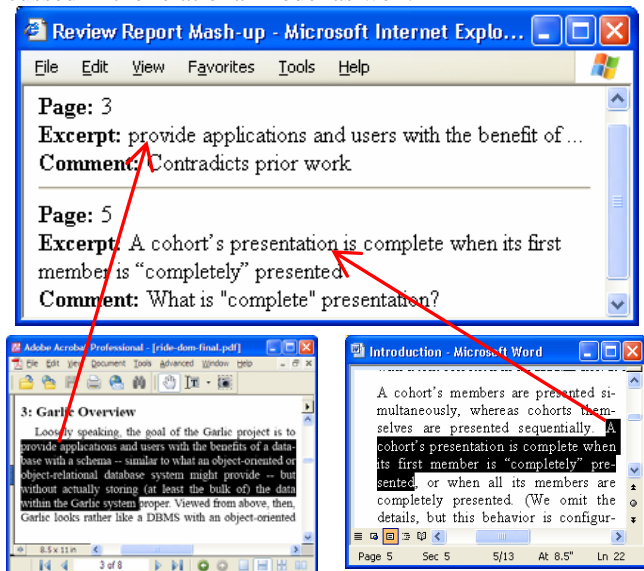 Review Report Mash-up - Microsoft Internet Explo...
File Edit View Favorites Tools Help
Page: 3
Excerpt: provide applications and users with the benefit of ...
Comment: Contradicts prior work
Page: 5
Excerpt: A cohort's presentation is complete when its first
member is “completely” presented
Comment: What is "complete" presentation?
Adobe Acrobat Professional - [ride-dom-final.pdf]
File Edit View Document Tools Advanced Window Help
3: Garlic Overview
Loosely speaking, the goal of the Garlic project is to
provide applications and users with the benefits of a data-
base with a schema -- similar to what an object-oriented or
object-relational database system might provide -- but
without actually storing (at least the bulk of) the data
within the Garlic system proper. Viewed from above, then,
Garlic looks rather like a DBMS with an object-oriented
8.5 x 11 in
3 of 8
Introduction - Microsoft Word
A cohort's members are presented si-
multaneously, whereas cohorts them-
selves are presented sequentially. A
cohort's presentation is complete when
its first member is “completely” pre-
sented, or when all its members are
completely presented. (We omit the
details, but this behavior is configur-
Page 5 Sec 5 5/13 At 8.5" Ln 22